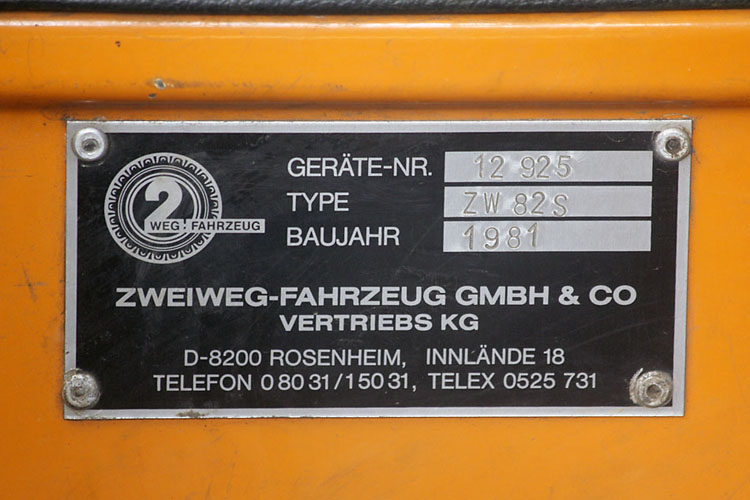 2
WEG-FAHRZEUG
GERÄTE-NR. 12 925
TYPE ZW 82S
BAUJAHR 1981
ZWEIWEG-FAHRZEUG GMBH & CO
VERTRIEBS KG
D-8200 ROSENHEIM, INNLÄNDE 18
TELEFON 0 80 31/150 31, TELEX 0525 731